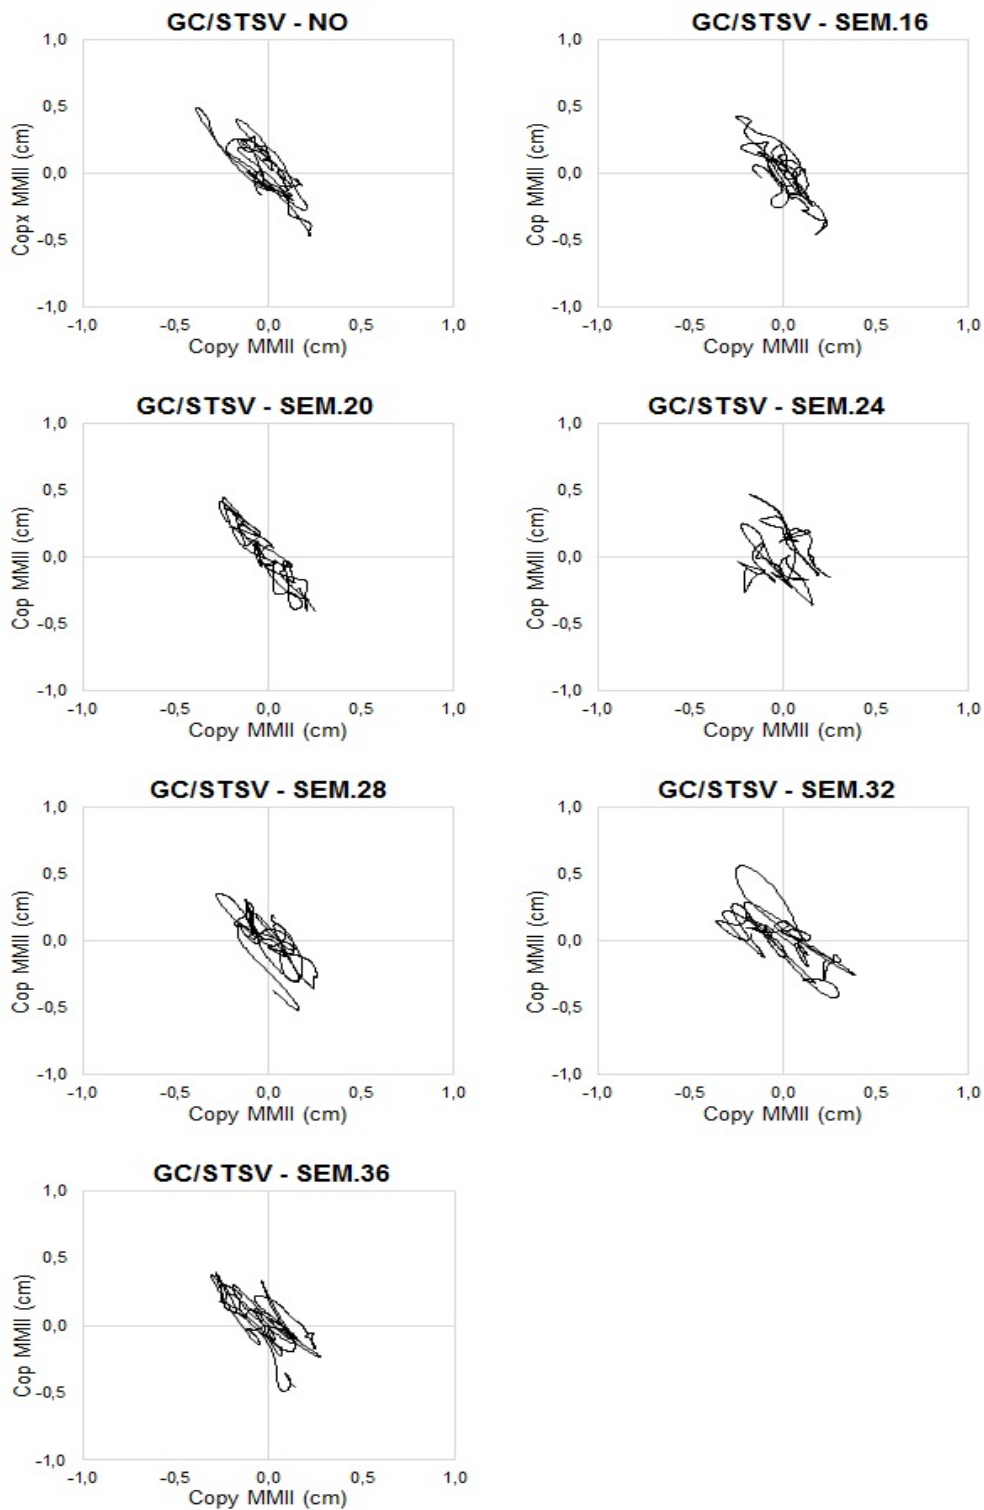 GC/STSV - NO
1,0
0,5
0,0
-0,5
-1,0
Copx MMII (cm)
-1,0 -0,5 0,0 0,5 1,0
Copy MMII (cm)
GC/STSV - SEM.16
1,0
0,5
0,0
-0,5
-1,0
Cop MMII (cm)
-1,0 -0,5 0,0 0,5 1,0
Copy MMII (cm)
GC/STSV - SEM.20
1,0
0,5
0,0
-0,5
-1,0
Cop MMII (cm)
-1,0 -0,5 0,0 0,5 1,0
Copy MMII (cm)
GC/STSV - SEM.24
1,0
0,5
0,0
-0,5
-1,0
Cop MMII (cm)
-1,0 -0,5 0,0 0,5 1,0
Copy MMII (cm)
GC/STSV - SEM.28
1,0
0,5
0,0
-0,5
-1,0
Cop MMII (cm)
-1,0 -0,5 0,0 0,5 1,0
Copy MMII (cm)
GC/STSV - SEM.32
1,0
0,5
0,0
-0,5
-1,0
Cop MMII (cm)
-1,0 -0,5 0,0 0,5 1,0
Copy MMII (cm)
GC/STSV - SEM.36
1,0
0,5
0,0
-0,5
-1,0
Cop MMII (cm)
-1,0 -0,5 0,0 0,5 1,0
Copy MMII (cm)